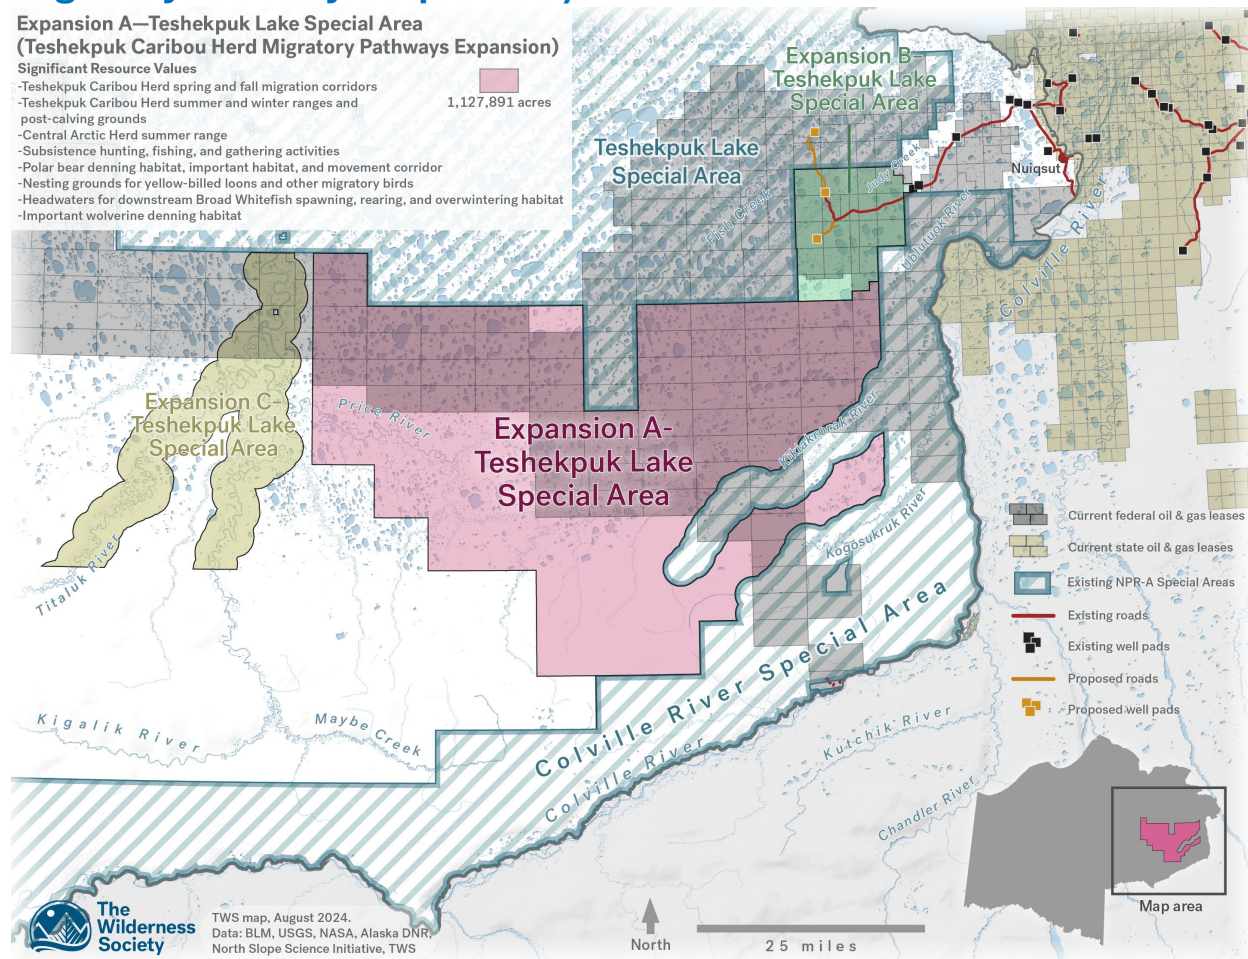 Expansion A—Teshekpuk Lake Special Area
(Teshekpuk Caribou Herd Migratory Pathways Expansion)
Significant Resource Values
-Teshekpuk Caribou Herd spring and fall migration corridors
-Teshekpuk Caribou Herd summer and winter ranges and
post-calving grounds
-Central Arctic Herd summer range
-Subsistence hunting, fishing, and gathering activities
-Polar bear denning habitat, important habitat, and movement corridor
-Nesting grounds for yellow-billed loons and other migratory birds
-Headwaters for downstream Broad Whitefish spawning, rearing, and overwintering habitat
-Important wolverine denning habitat
1,127,891 acres
Expansion B–
Teshekpuk Lake
Special Area
Teshekpuk Lake
Special Area
Judy Creek
Nuiqsut
Fish Creek
Ublutuok River
Colville River
Expansion C–
Teshekpuk Lake
Special Area
Price River
Expansion A-
Teshekpuk Lake
Special Area
Kikiakrorak River
Kogosukruk River
Titaluk River
Colville River Special Area
Colville River
Kigalik River
Maybe Creek
Kutchik River
Chandler River
Current federal oil & gas leases
Current state oil & gas leases
Existing NPR-A Special Areas
Existing roads
Existing well pads
Proposed roads
Proposed well pads
Map area
The
Wilderness
Society
TWS map, August 2024.
Data: BLM, USGS, NASA, Alaska DNR,
North Slope Science Initiative, TWS
North
25 miles